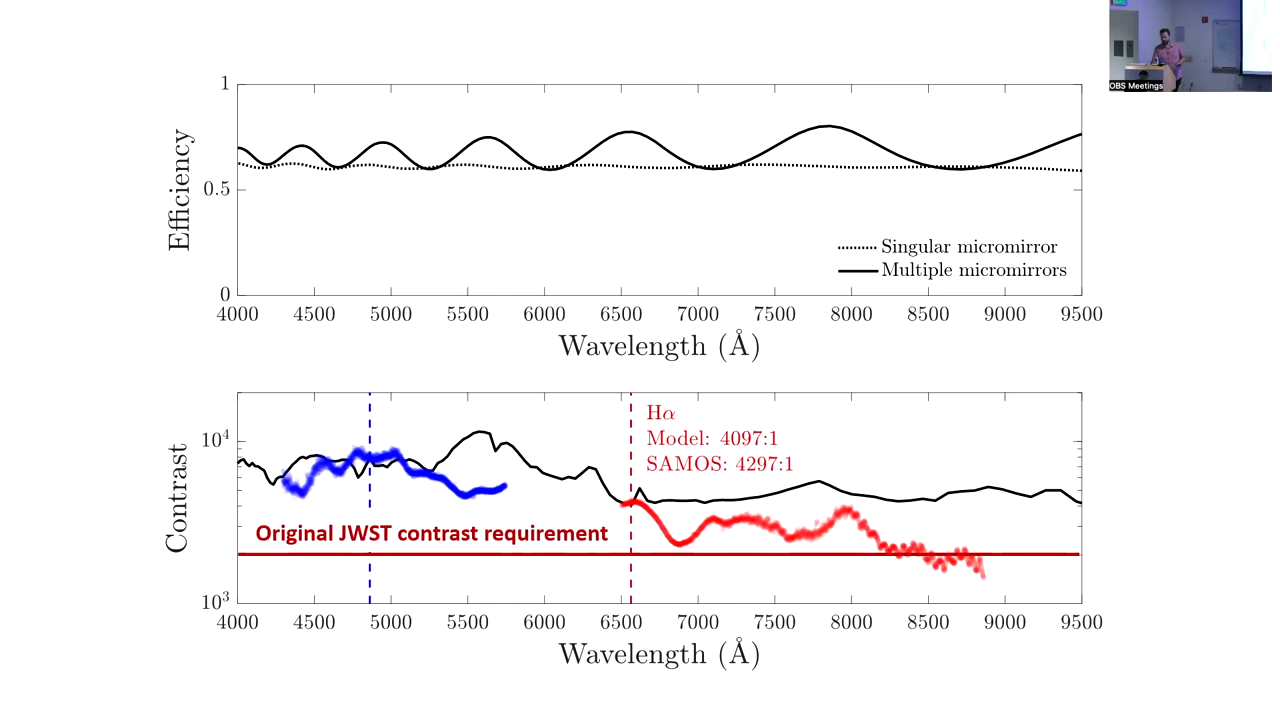 OBS Meetings
1
0.5
0
Efficiency
Singular micromirror
Multiple micromirrors
4000 4500 5000 5500 6000 6500 7000 7500 8000 8500 9000 9500
Wavelength (Å)
10⁴
10³
Contrast
Hα
Model: 4097:1
SAMOS: 4297:1
Original JWST contrast requirement
4000 4500 5000 5500 6000 6500 7000 7500 8000 8500 9000 9500
Wavelength (Å)